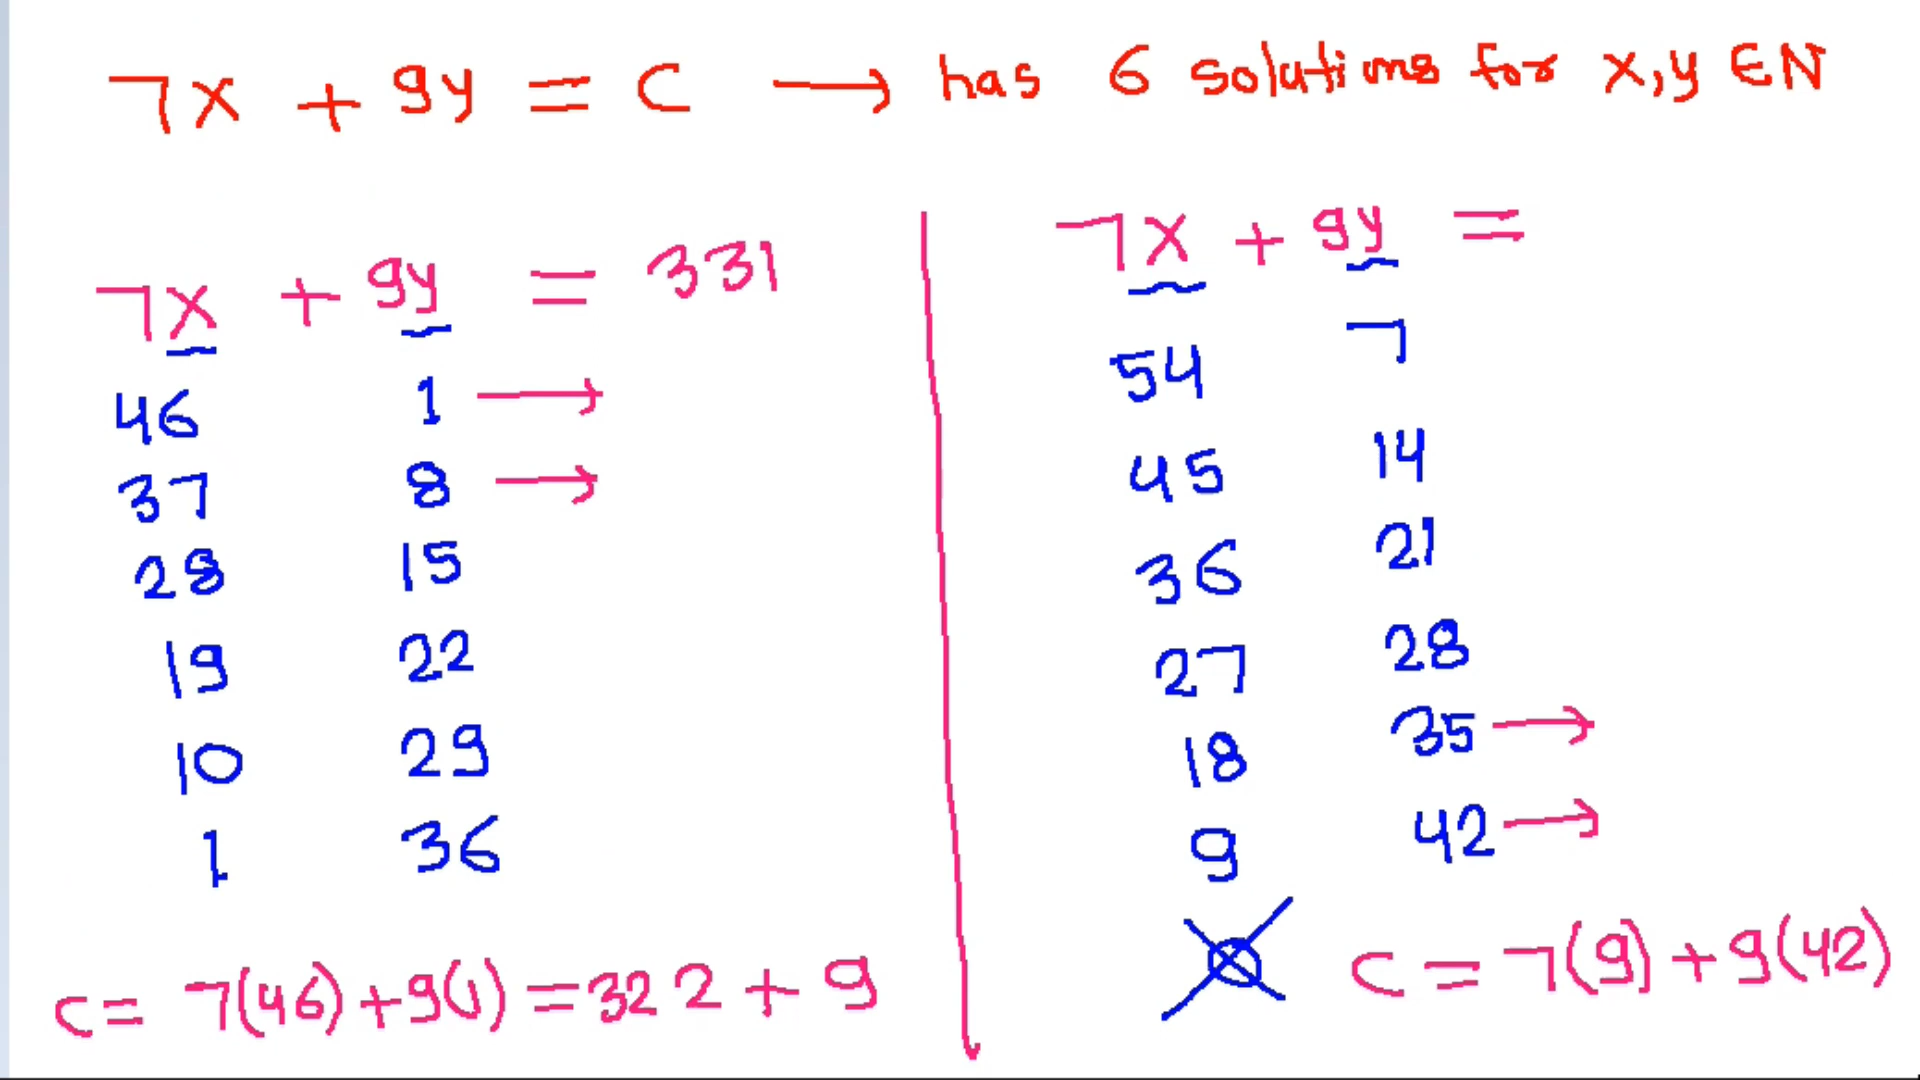 7x + 9y = C → has 6 solutions for x,y ∈ N
7x + 9y = 331
46 1 →
37 8 →
28 15
19 22
10 29
1 36
C = 7(46) + 9(1) = 322 + 9
7x + 9y =
54 7
45 14
36 21
27 28
18 35 →
9 42 →
0
C = 7(9) + 9(42)